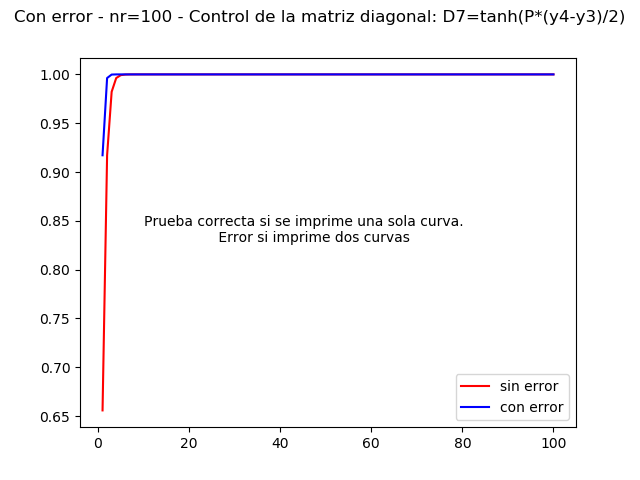 Con error - nr=100 - Control de la matriz diagonal: D7=tanh(P*(y4-y3)/2)
1.00
0.95
0.90
0.85
0.80
0.75
0.70
0.65
Prueba correcta si se imprime una sola curva.
Error si imprime dos curvas
sin error
con error
0 20 40 60 80 100